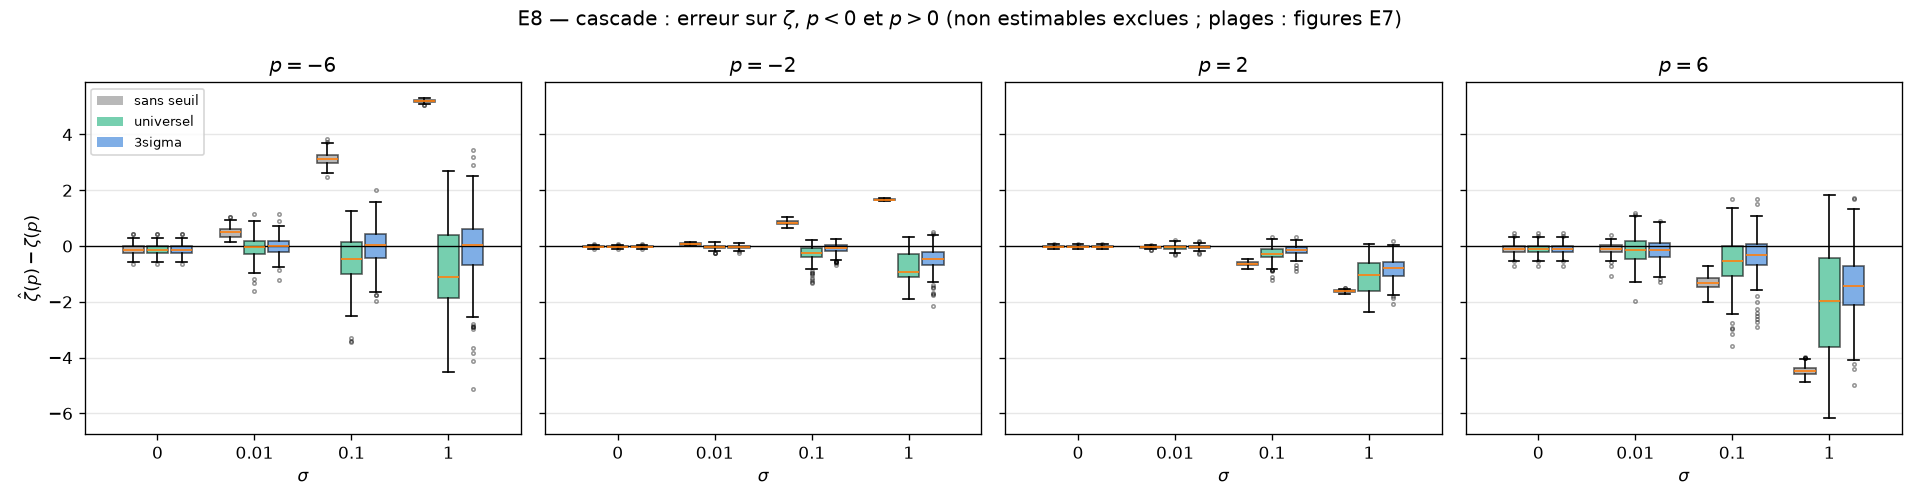 E8 — cascade : erreur sur ζ, p < 0 et p > 0 (non estimables exclues ; plages : figures E7)
p = −6
p = −2
p = 2
p = 6
sans seuil
universel
3sigma
ζ̂(p) − ζ(p)
4
2
0
−2
−4
−6
0 0.01 0.1 1
0 0.01 0.1 1
0 0.01 0.1 1
0 0.01 0.1 1
σ
σ
σ
σ